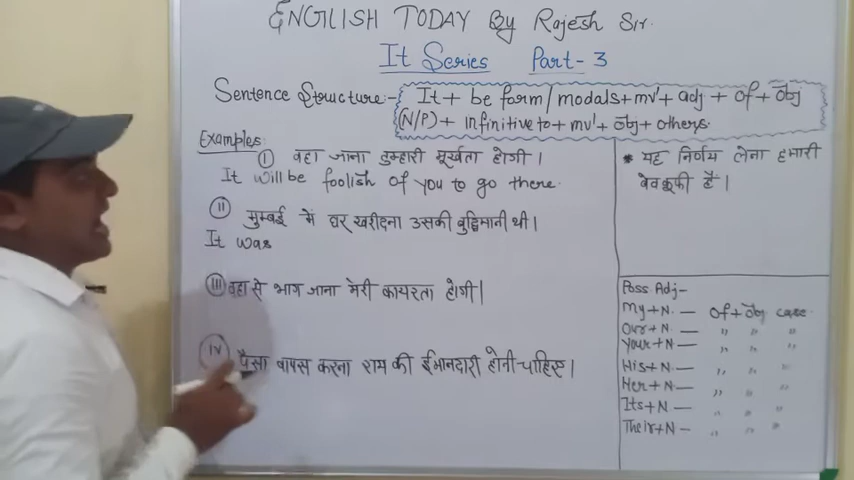 ENGLISH TODAY By Rajesh Sir.
It Series Part-3
Sentence Structure:- It + be form/modals+mv¹+ adj + of + obj
(N/P) + infinitive to + mv¹ + obj + others.
Examples:
(I) वहा जाना तुम्हारी मूर्खता होगी।
It will be foolish of you to go there.
(II) मुम्बई में घर खरीदना उसकी बुद्धिमानी थी।
It was
(III) वहा से भाग जाना मेरी कायरता होगी।
(IV) पैसा वापस करना राम की ईमानदारी होनी चाहिए।
* यह निर्णय लेना हमारी
बेवकूफी है।
Poss. Adj-
My+N. — of + obj case
Our+N. — " " "
Your+N — " " "
His+N — " " "
Her+N — " " "
Its+N — " " "
Their+N — " " "